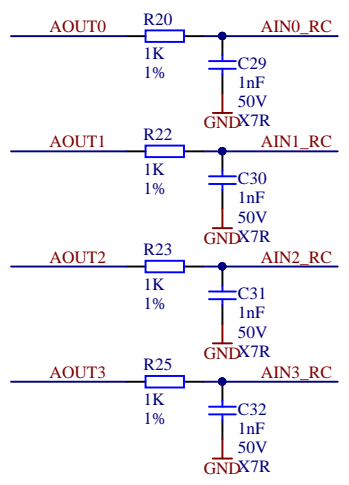 R20
AOUT0 AIN0_RC
1K C29
1% 1nF
50V
GND X7R
R22
AOUT1 AIN1_RC
1K C30
1% 1nF
50V
GND X7R
R23
AOUT2 AIN2_RC
1K C31
1% 1nF
50V
GND X7R
R25
AOUT3 AIN3_RC
1K C32
1% 1nF
50V
GND X7R